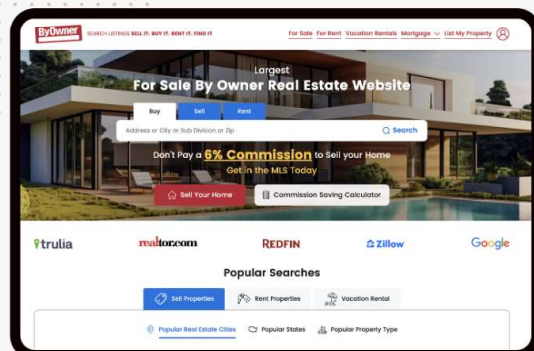 ByOwner
SEARCH LISTINGS SELL IT. BUY IT. RENT IT. FIND IT
For Sale For Rent Vacation Rentals Mortgage List My Property
Largest
For Sale By Owner Real Estate Website
Buy Sell Rent
Address or City or Sub Division or Zip Search
Don't Pay a 6% Commission to Sell your Home
Get in the MLS Today
Sell Your Home Commission Saving Calculator
trulia realtor.com REDFIN Zillow Google
Popular Searches
Sell Properties Rent Properties Vacation Rental
Popular Real Estate Cities Popular States Popular Property Type